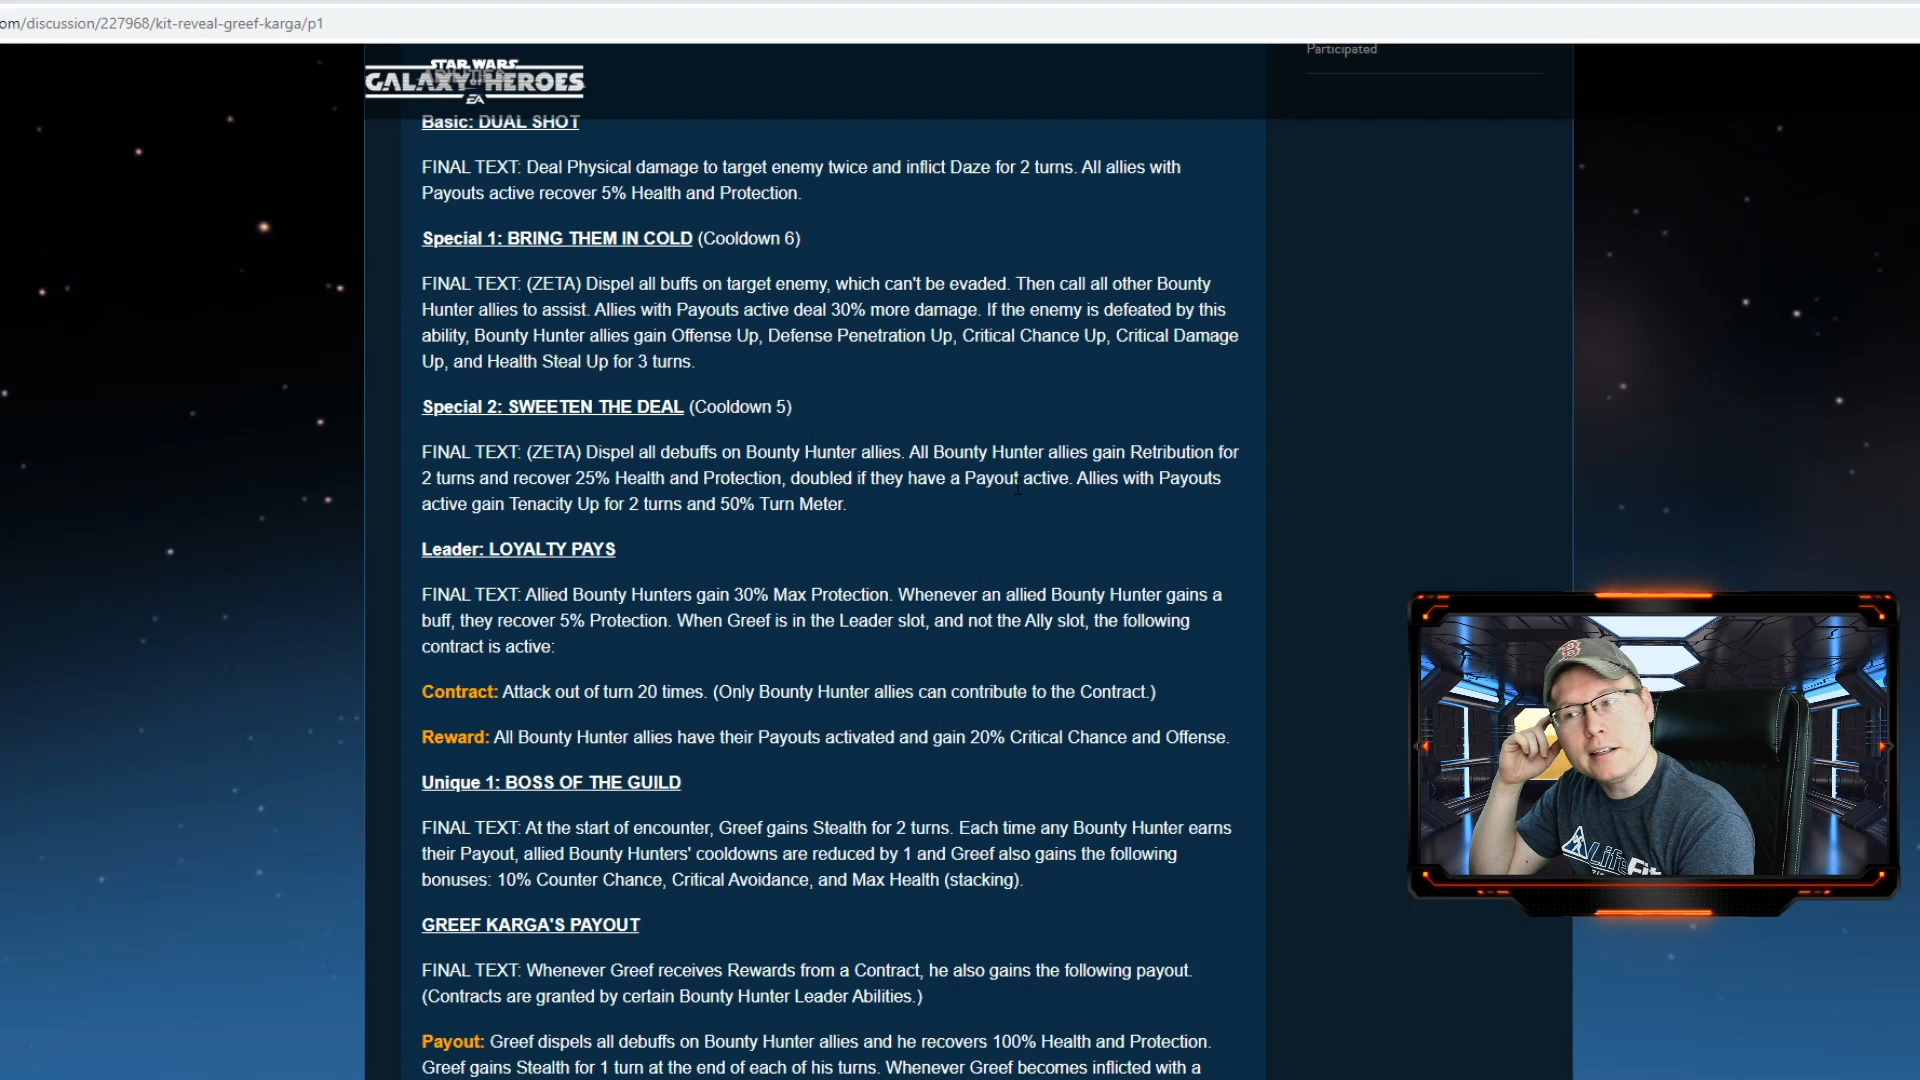 om/discussion/227968/kit-reveal-greef-karga/p1
Participated
STAR WARS
GALAXY OF HEROES
EA
Basic: DUAL SHOT
FINAL TEXT: Deal Physical damage to target enemy twice and inflict Daze for 2 turns. All allies with
Payouts active recover 5% Health and Protection.
Special 1: BRING THEM IN COLD (Cooldown 6)
FINAL TEXT: (ZETA) Dispel all buffs on target enemy, which can't be evaded. Then call all other Bounty
Hunter allies to assist. Allies with Payouts active deal 30% more damage. If the enemy is defeated by this
ability, Bounty Hunter allies gain Offense Up, Defense Penetration Up, Critical Chance Up, Critical Damage
Up, and Health Steal Up for 3 turns.
Special 2: SWEETEN THE DEAL (Cooldown 5)
FINAL TEXT: (ZETA) Dispel all debuffs on Bounty Hunter allies. All Bounty Hunter allies gain Retribution for
2 turns and recover 25% Health and Protection, doubled if they have a Payout active. Allies with Payouts
active gain Tenacity Up for 2 turns and 50% Turn Meter.
Leader: LOYALTY PAYS
FINAL TEXT: Allied Bounty Hunters gain 30% Max Protection. Whenever an allied Bounty Hunter gains a
buff, they recover 5% Protection. When Greef is in the Leader slot, and not the Ally slot, the following
contract is active:
Contract: Attack out of turn 20 times. (Only Bounty Hunter allies can contribute to the Contract.)
Reward: All Bounty Hunter allies have their Payouts activated and gain 20% Critical Chance and Offense.
Unique 1: BOSS OF THE GUILD
FINAL TEXT: At the start of encounter, Greef gains Stealth for 2 turns. Each time any Bounty Hunter earns
their Payout, allied Bounty Hunters' cooldowns are reduced by 1 and Greef also gains the following
bonuses: 10% Counter Chance, Critical Avoidance, and Max Health (stacking).
GREEF KARGA'S PAYOUT
FINAL TEXT: Whenever Greef receives Rewards from a Contract, he also gains the following payout.
(Contracts are granted by certain Bounty Hunter Leader Abilities.)
Payout: Greef dispels all debuffs on Bounty Hunter allies and he recovers 100% Health and Protection.
Greef gains Stealth for 1 turn at the end of each of his turns. Whenever Greef becomes inflicted with a
B
LifeFit